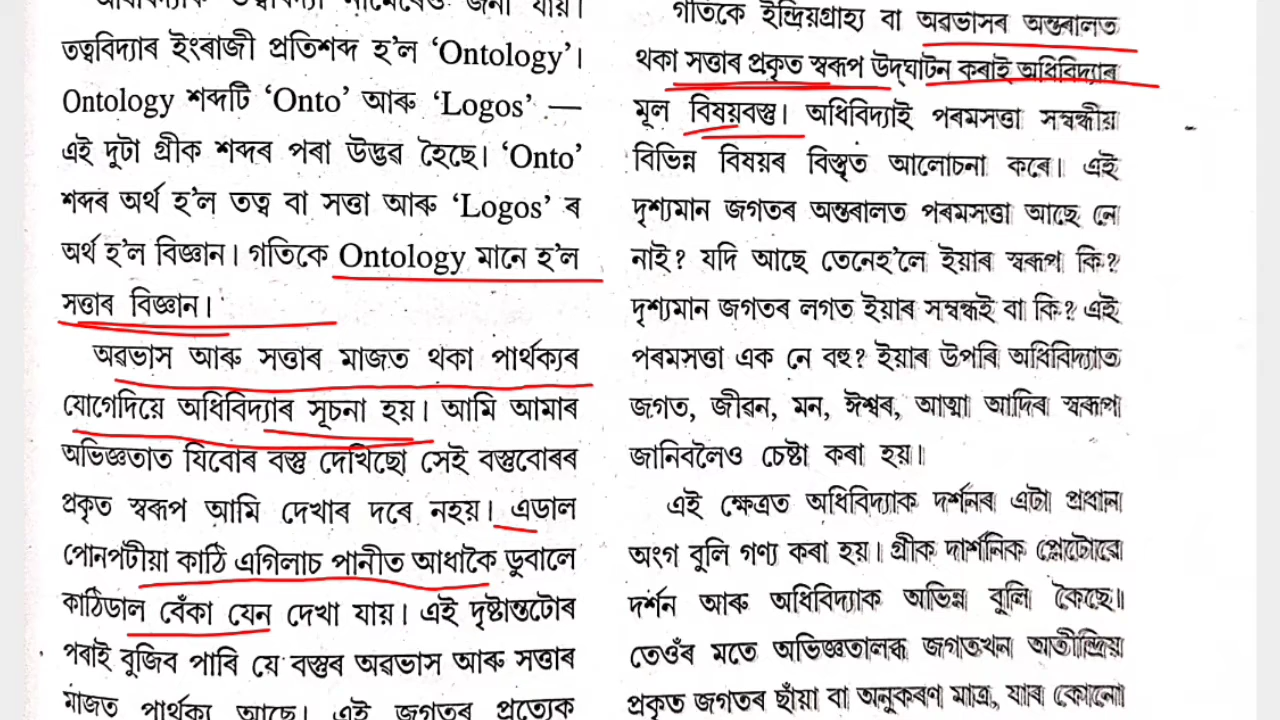 তত্ববিদ্যাৰ ইংৰাজী প্ৰতিশব্দ হ’ল ‘Ontology’।
Ontology শব্দটি ‘Onto’ আৰু ‘Logos’ —
এই দুটা গ্ৰীক শব্দৰ পৰা উদ্ভৱ হৈছে। ‘Onto’
শব্দৰ অৰ্থ হ’ল তত্ব বা সত্তা আৰু ‘Logos’ ৰ
অৰ্থ হ’ল বিজ্ঞান। গতিকে Ontology মানে হ’ল
সত্তাৰ বিজ্ঞান।
অৱভাস আৰু সত্তাৰ মাজত থকা পাৰ্থক্যৰ
যোগেদিয়ে অধিবিদ্যাৰ সূচনা হয়। আমি আমাৰ
অভিজ্ঞতাত যিবোৰ বস্তু দেখিছো সেই বস্তুবোৰৰ
প্ৰকৃত স্বৰূপ আমি দেখাৰ দৰে নহয়। এডাল
পোনপটীয়া কাঠি এগিলাচ পানীত আধাকৈ ডুবালে
কাঠিডাল বেঁকা যেন দেখা যায়। এই দৃষ্টান্তটোৰ
পৰাই বুজিব পাৰি যে বস্তুৰ অৱভাস আৰু সত্তাৰ
মাজত পাৰ্থক্য আছে। এই জগতৰ প্ৰত্যেক
গতিকে ইন্দ্ৰিয়গ্ৰাহ্য বা অৱভাসৰ অন্তৰালত
থকা সত্তাৰ প্ৰকৃত স্বৰূপ উদ্‌ঘাটন কৰাই অধিবিদ্যাৰ
মূল বিষয়বস্তু। অধিবিদ্যাই পৰমসত্তা সম্বন্ধীয়
বিভিন্ন বিষয়ৰ বিস্তৃত আলোচনা কৰে। এই
দৃশ্যমান জগতৰ অন্তৰালত পৰমসত্তা আছে নে
নাই? যদি আছে তেনেহ’লে ইয়াৰ স্বৰূপ কি?
দৃশ্যমান জগতৰ লগত ইয়াৰ সম্বন্ধই বা কি? এই
পৰমসত্তা এক নে বহু? ইয়াৰ উপৰি অধিবিদ্যাত
জগত, জীৱন, মন, ঈশ্বৰ, আত্মা আদিৰ স্বৰূপা
জানিবলৈও চেষ্টা কৰা হয়।
এই ক্ষেত্ৰত অধিবিদ্যাক দৰ্শনৰ এটা প্ৰধান
অংগ বুলি গণ্য কৰা হয়। গ্ৰীক দাৰ্শনিক প্লেটোৱে
দৰ্শন আৰু অধিবিদ্যাক অভিন্ন বুলি কৈছে।
তেওঁৰ মতে অভিজ্ঞতালব্ধ জগতখন আতীন্দ্ৰিয়
প্ৰকৃত জগতৰ ছাঁয়া বা অনুকৰণ মাত্ৰ, যাৰ কোনো